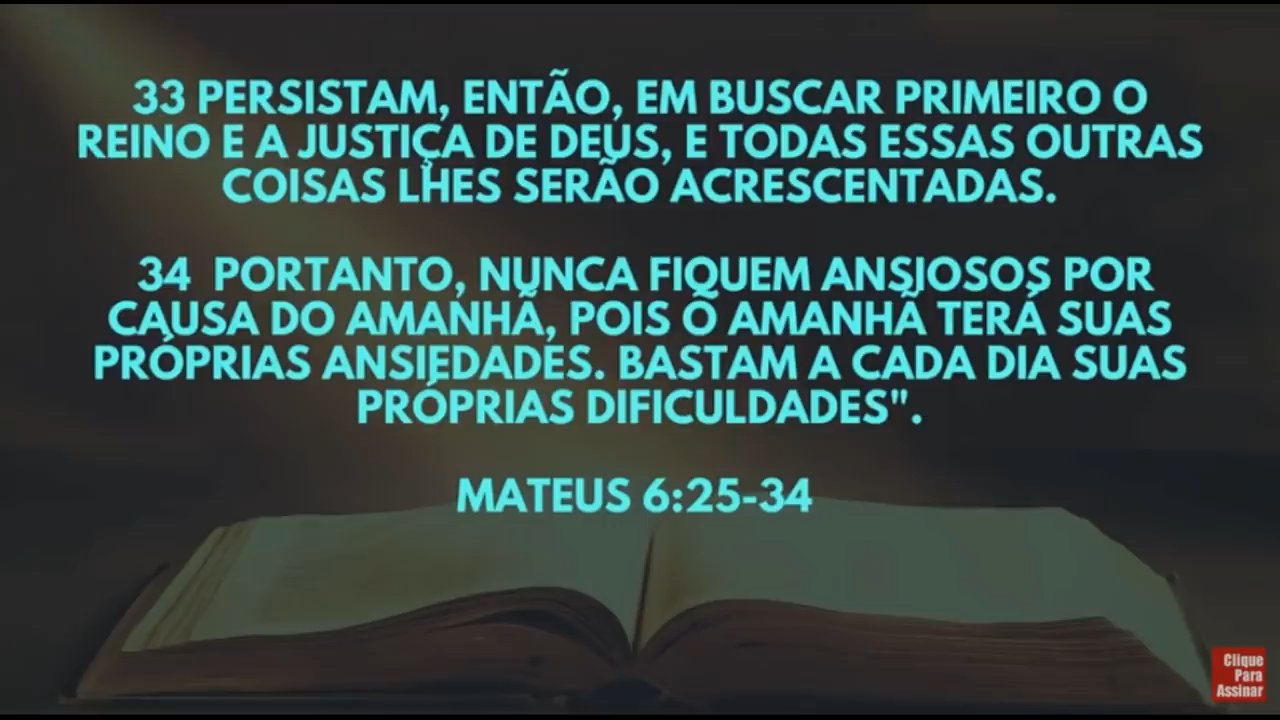 33 PERSISTAM, ENTÃO, EM BUSCAR PRIMEIRO O
REINO E A JUSTIÇA DE DEUS, E TODAS ESSAS OUTRAS
COISAS LHES SERÃO ACRESCENTADAS.
34  PORTANTO, NUNCA FIQUEM ANSIOSOS POR
CAUSA DO AMANHÃ, POIS O AMANHÃ TERÁ SUAS
PRÓPRIAS ANSIEDADES. BASTAM A CADA DIA SUAS
PRÓPRIAS DIFICULDADES".
MATEUS 6:25-34
Clique
Para
Assinar